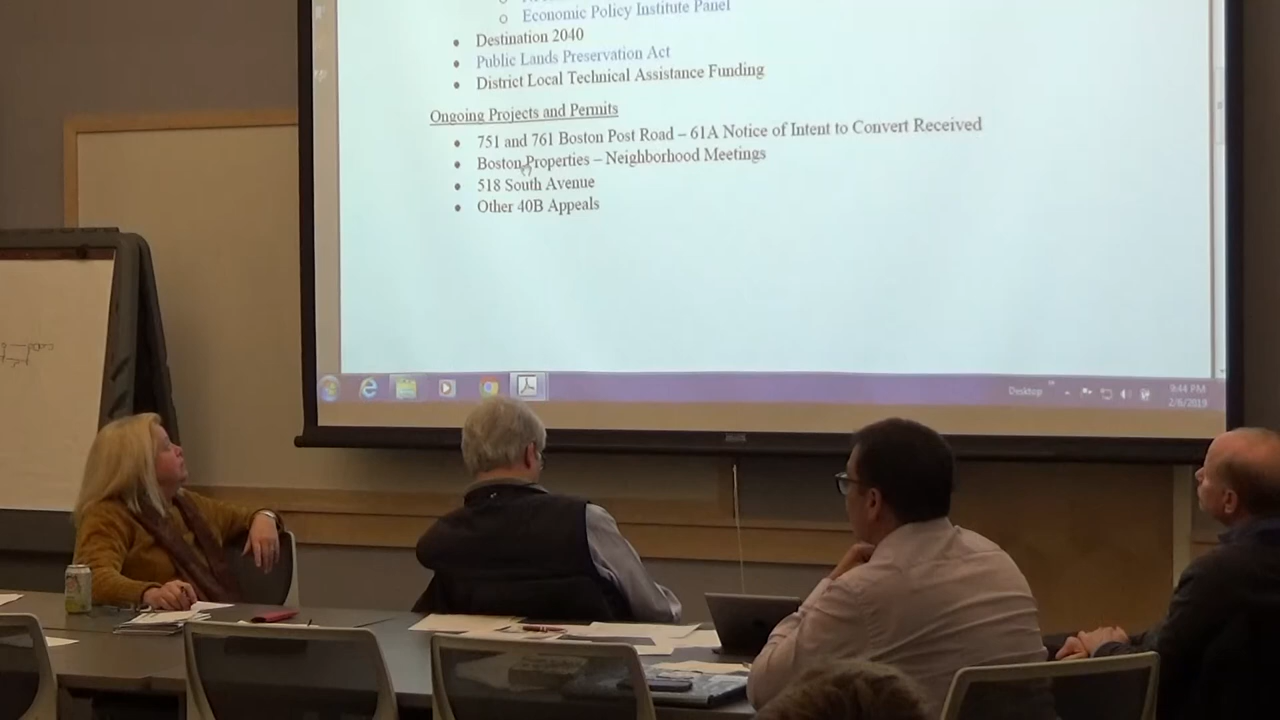 Economic Policy Institute Panel
Destination 2040
Public Lands Preservation Act
District Local Technical Assistance Funding
Ongoing Projects and Permits
751 and 761 Boston Post Road – 61A Notice of Intent to Convert Received
Boston Properties – Neighborhood Meetings
518 South Avenue
Other 40B Appeals
Desktop
9:44 PM
2/6/2019